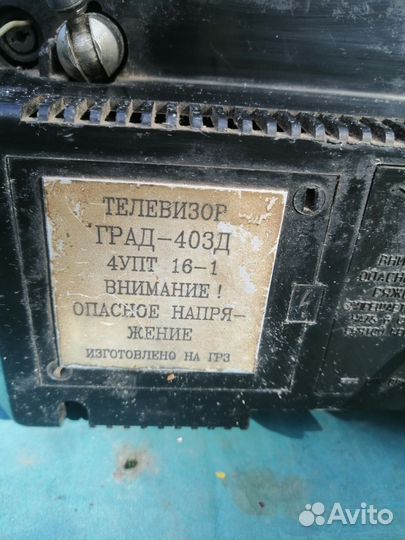 ТЕЛЕВИЗОР
ГРАД-403Д
4УПТ 16-1
ВНИМАНИЕ!
ОПАСНОЕ НАПРЯ-
ЖЕНИЕ
ИЗГОТОВЛЕНО НА ГРЗ
Avito